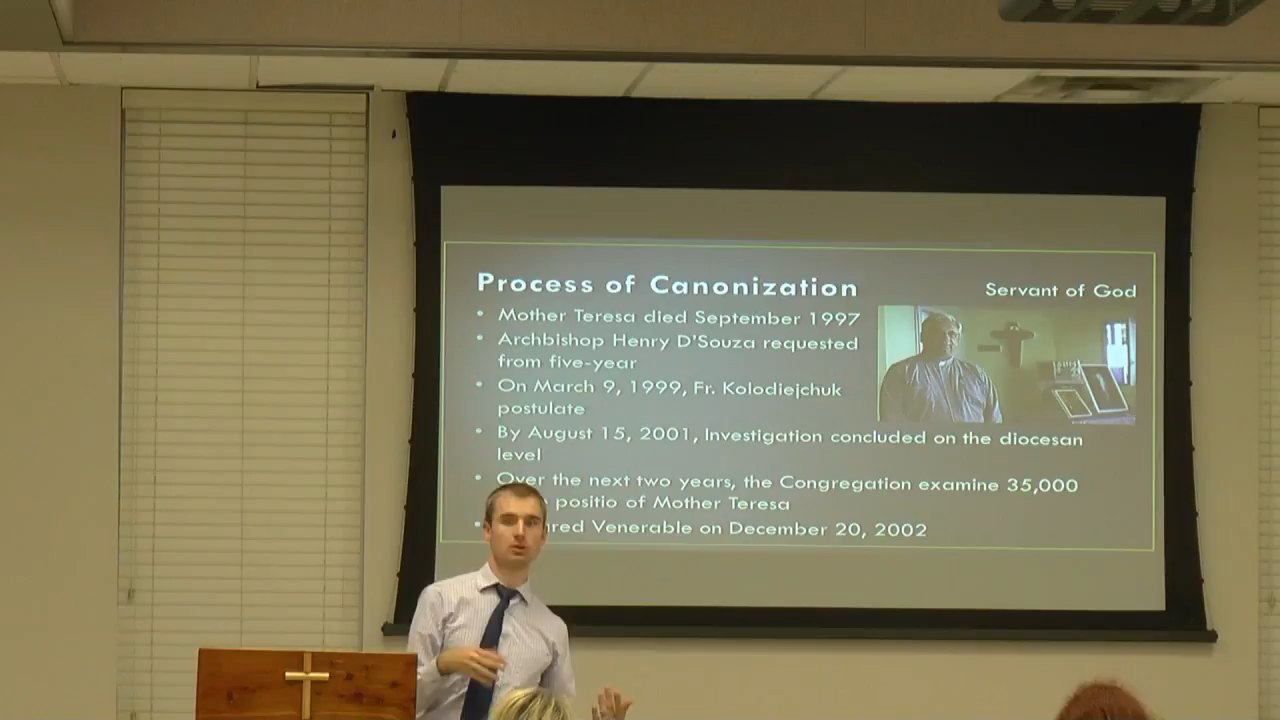 Process of Canonization
Servant of God
• Mother Teresa died September 1997
• Archbishop Henry D'Souza requested
from five-year
• On March 9, 1999, Fr. Kolodiejchuk
postulate
• By August 15, 2001, Investigation concluded on the diocesan
level
• Over the next two years, the Congregation examine 35,000
positio of Mother Teresa
• Venerable on December 20, 2002